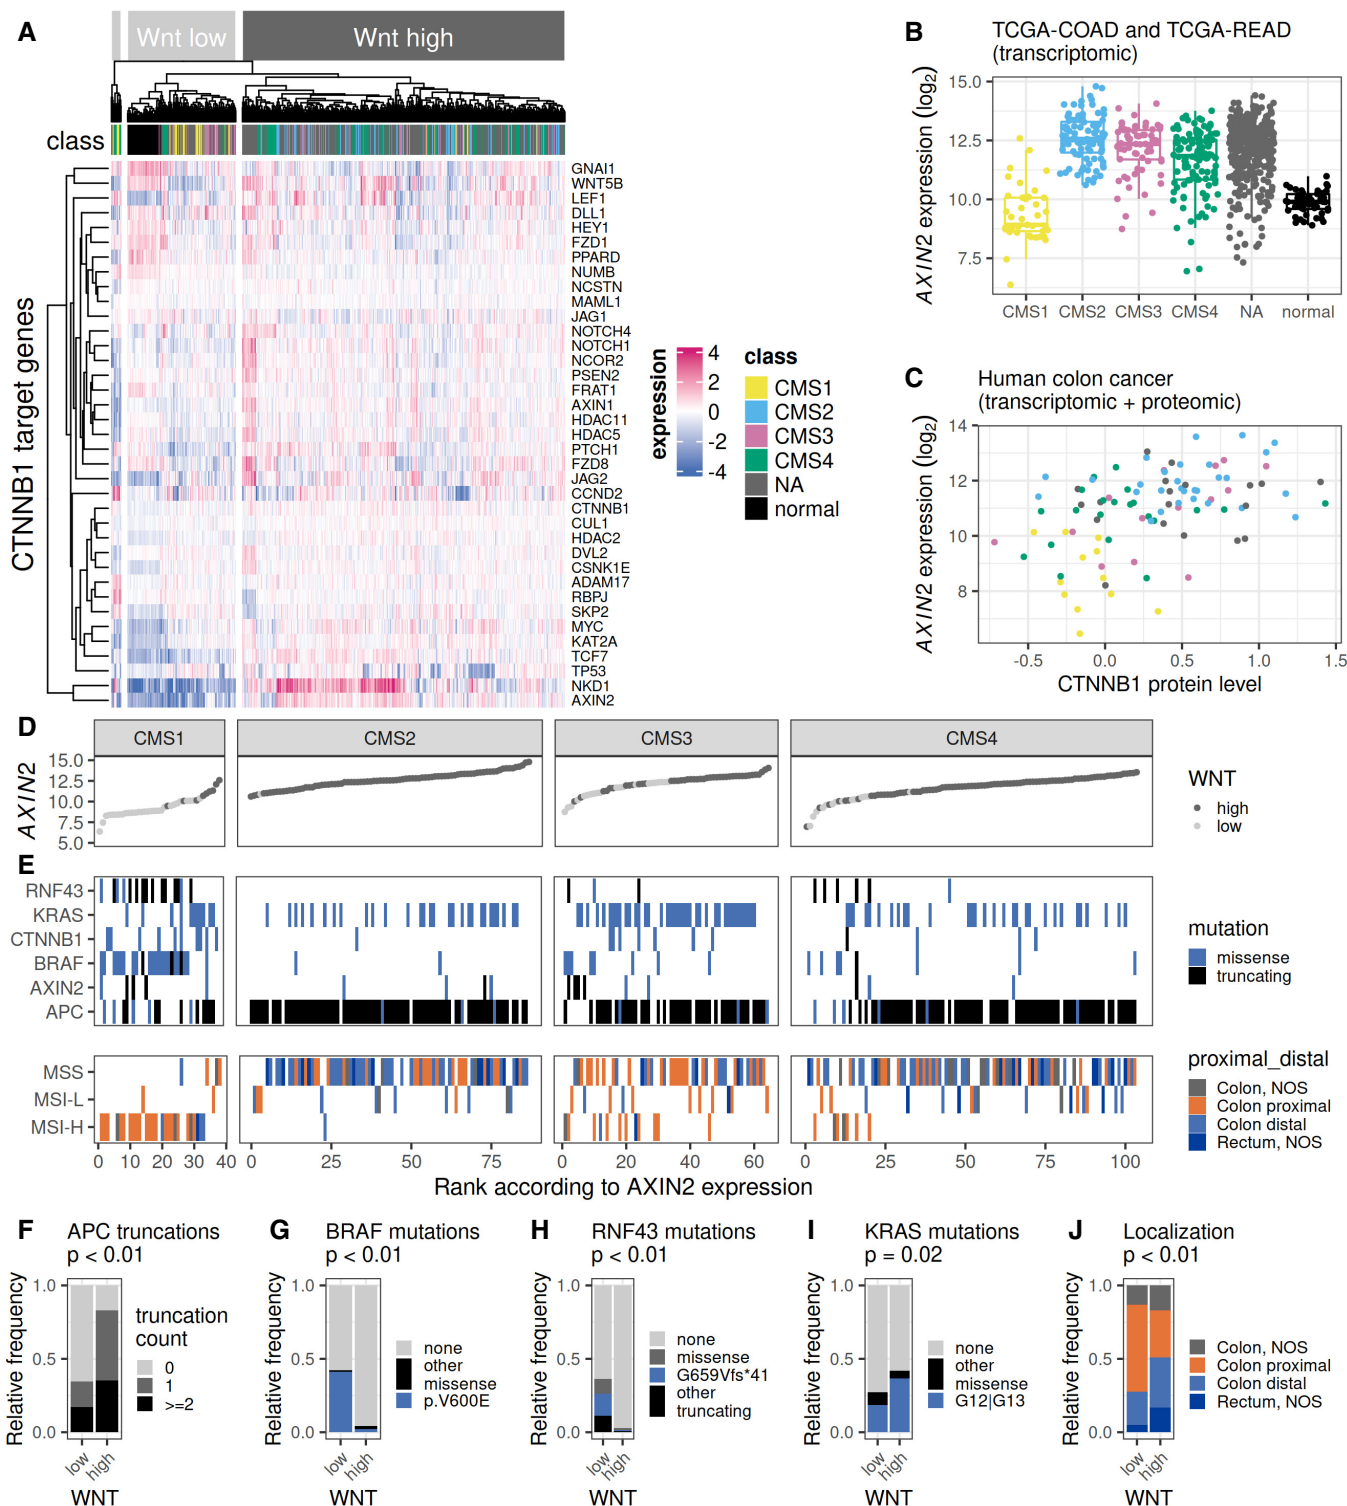 A
Wnt low
Wnt high
class
CTNNB1 target genes
GNAI1
WNT5B
LEF1
DLL1
HEY1
FZD1
PPARD
NUMB
NCSTN
MAML1
JAG1
NOTCH4
NOTCH1
NCOR2
PSEN2
FRAT1
AXIN1
HDAC11
HDAC5
PTCH1
FZD8
JAG2
CCND2
CTNNB1
CUL1
HDAC2
DVL2
CSNK1E
ADAM17
RBPJ
SKP2
MYC
KAT2A
TCF7
TP53
NKD1
AXIN2
expression
4
2
0
-2
-4
class
CMS1
CMS2
CMS3
CMS4
NA
normal
B
TCGA-COAD and TCGA-READ
(transcriptomic)
AXIN2 expression (log2)
15.0
12.5
10.0
7.5
CMS1 CMS2 CMS3 CMS4 NA normal
C
Human colon cancer
(transcriptomic + proteomic)
AXIN2 expression (log2)
14
12
10
8
-0.5 0.0 0.5 1.0 1.5
CTNNB1 protein level
D
CMS1 CMS2 CMS3 CMS4
AXIN2
15.0
12.5
10.0
7.5
5.0
WNT
high
low
E
RNF43
KRAS
CTNNB1
BRAF
AXIN2
APC
mutation
missense
truncating
MSS
MSI-L
MSI-H
0 10 20 30 40 0 25 50 75 0 20 40 60 0 25 50 75 100
Rank according to AXIN2 expression
proximal_distal
Colon, NOS
Colon proximal
Colon distal
Rectum, NOS
F
APC truncations
p < 0.01
Relative frequency
1.0
0.5
0.0
low high
WNT
truncation
count
0
1
>=2
G
BRAF mutations
p < 0.01
Relative frequency
1.0
0.5
0.0
low high
WNT
none
other
missense
p.V600E
H
RNF43 mutations
p < 0.01
Relative frequency
1.0
0.5
0.0
low high
WNT
none
missense
G659Vfs*41
other
truncating
I
KRAS mutations
p = 0.02
Relative frequency
1.0
0.5
0.0
low high
WNT
none
other
missense
G12|G13
J
Localization
p < 0.01
Relative frequency
1.0
0.5
0.0
low high
WNT
Colon, NOS
Colon proximal
Colon distal
Rectum, NOS